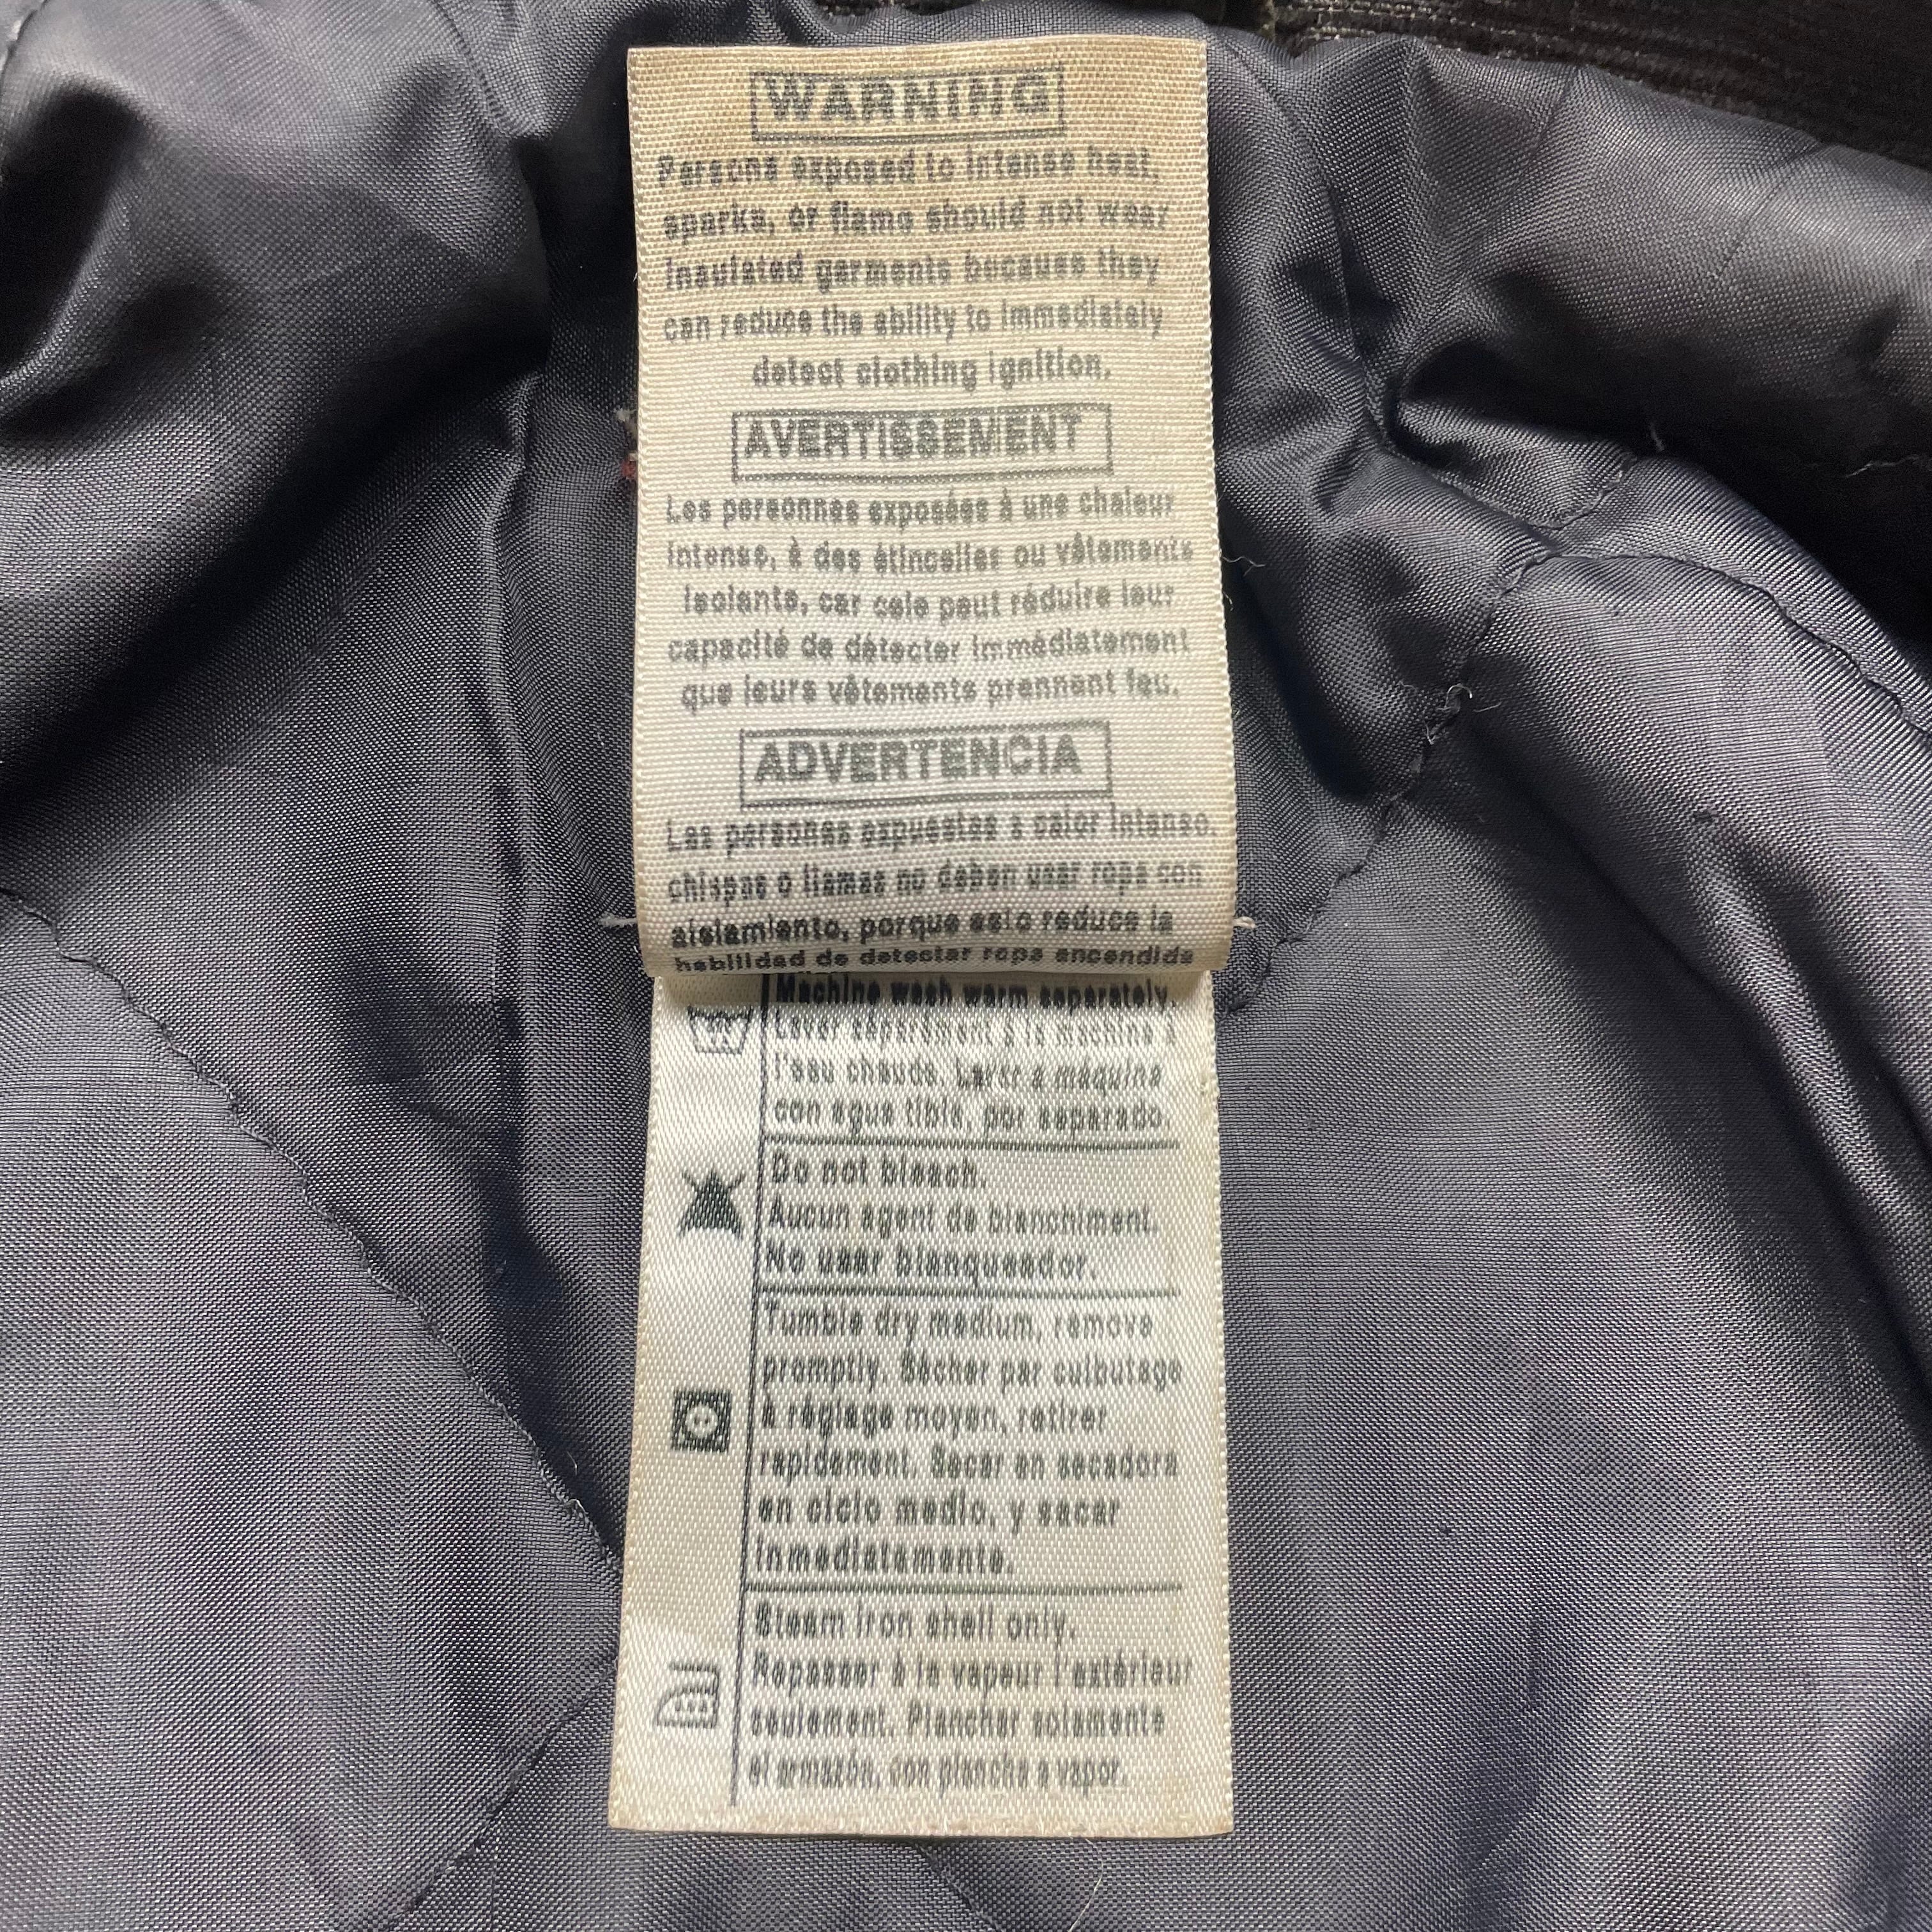 WARNING
Persons exposed to intense heat,
sparks, or flame should not wear
insulated garments because they
can reduce the ability to immediately
detect clothing ignition.
AVERTISSEMENT
Les personnes exposées à une chaleur
intense, à des étincelles ou vêtements
isolants, car cela peut réduire leur
capacité de détecter immédiatement
que leurs vêtements prennent feu.
ADVERTENCIA
Las personas expuestas a calor intenso,
chispas o llamas no deben usar ropa con
aislamiento, porque esto reduce la
habilidad de detectar ropa encendida
Machine wash warm separately.
Laver séparément à la machine à
l'eau chaude. a máquina
con agua tibia, por separado.
Do not bleach.
Aucun agent de blanchiment.
No usar blanqueador.
Tumble dry medium, remove
promptly. Sécher par culbutage
à réglage moyen, retirer
rapidement. Secar en secadora
en ciclo medio, y sacar
inmediatamente.
Steam iron shell only.
Repasser à la vapeur l'extérieur
seulement. Planchar solamente
el armazón, con plancha a vapor.